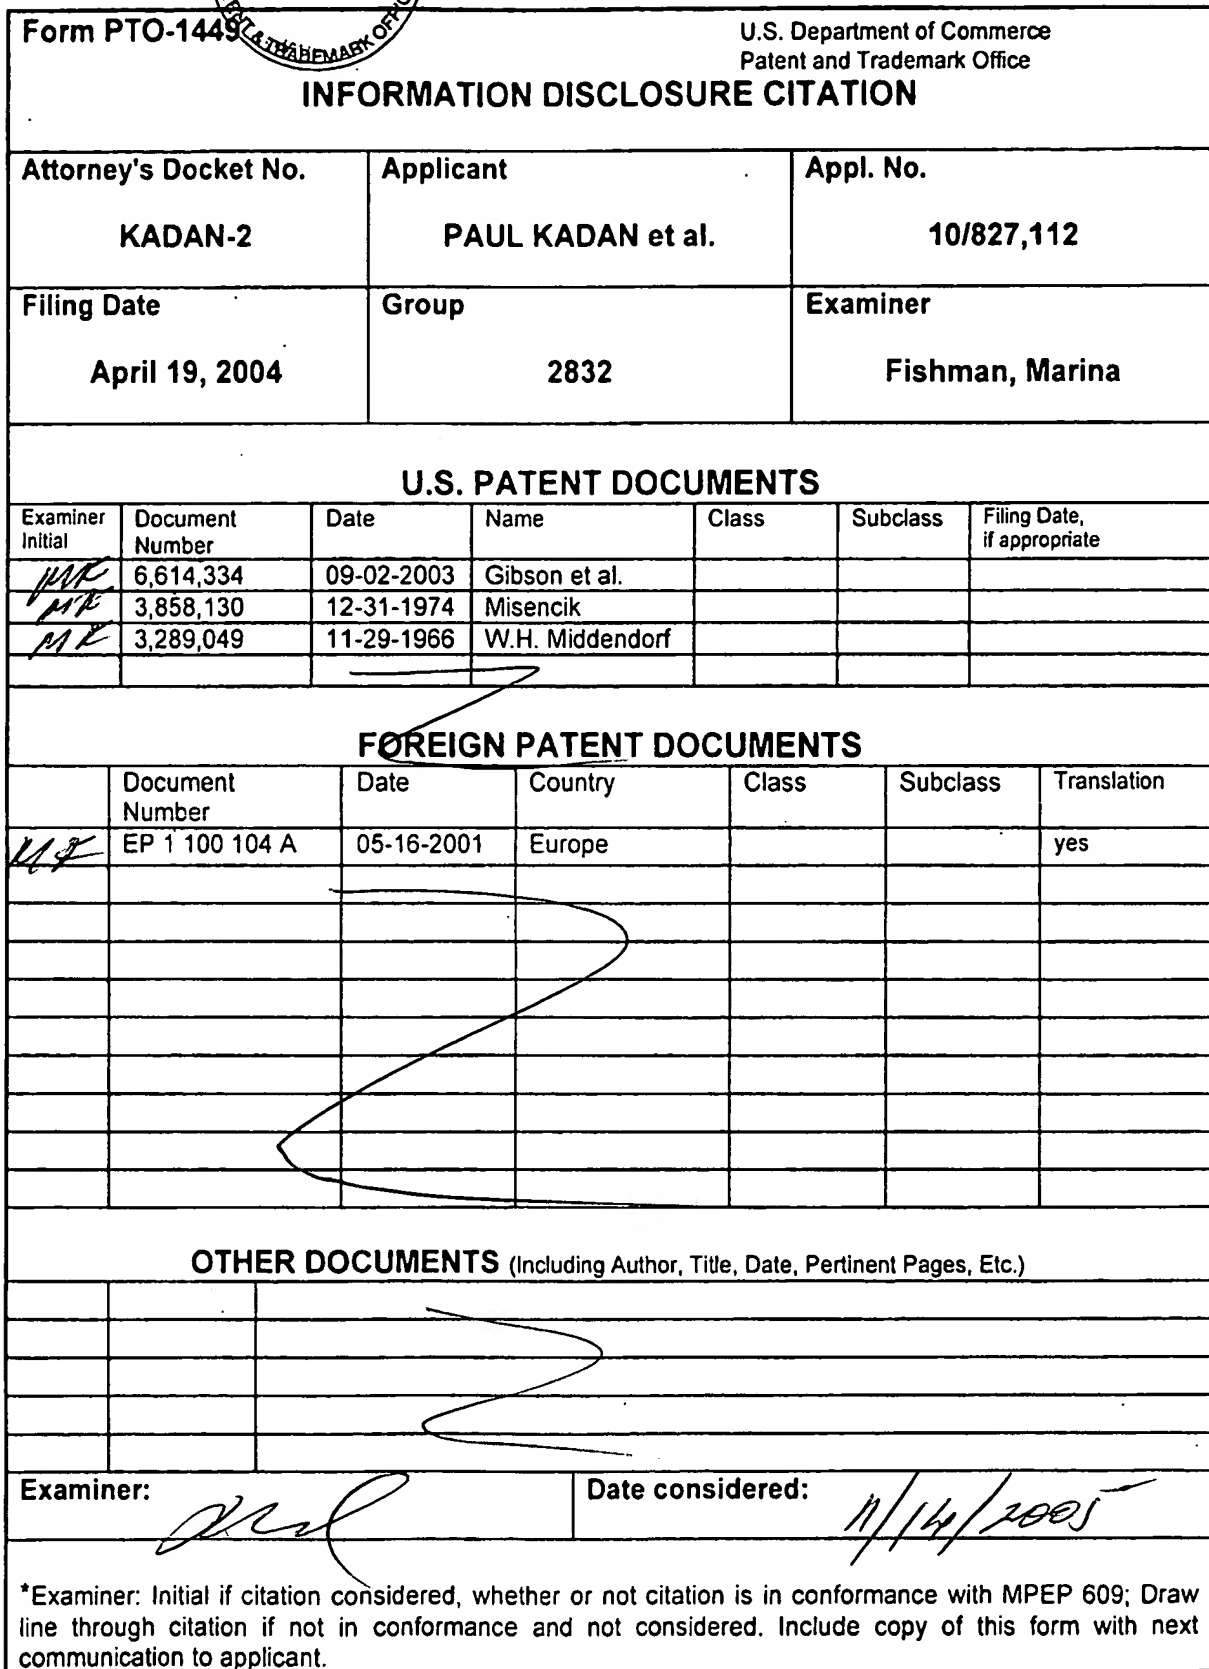 Form PTO-1449
U.S. Department of Commerce
Patent and Trademark Office
INFORMATION DISCLOSURE CITATION
Attorney's Docket No.
KADAN-2
Applicant
PAUL KADAN et al.
Appl. No.
10/827,112
Filing Date
April 19, 2004
Group
2832
Examiner
Fishman, Marina
U.S. PATENT DOCUMENTS
Examiner Initial Document Number Date Name Class Subclass Filing Date, if appropriate
MF 6,614,334 09-02-2003 Gibson et al.
MF 3,858,130 12-31-1974 Misencik
MF 3,289,049 11-29-1966 W.H. Middendorf
FOREIGN PATENT DOCUMENTS
Document Number Date Country Class Subclass Translation
MF EP 1 100 104 A 05-16-2001 Europe yes
OTHER DOCUMENTS (Including Author, Title, Date, Pertinent Pages, Etc.)
Examiner:
Date considered: 11/14/2005
*Examiner: Initial if citation considered, whether or not citation is in conformance with MPEP 609; Draw
line through citation if not in conformance and not considered. Include copy of this form with next
communication to applicant.